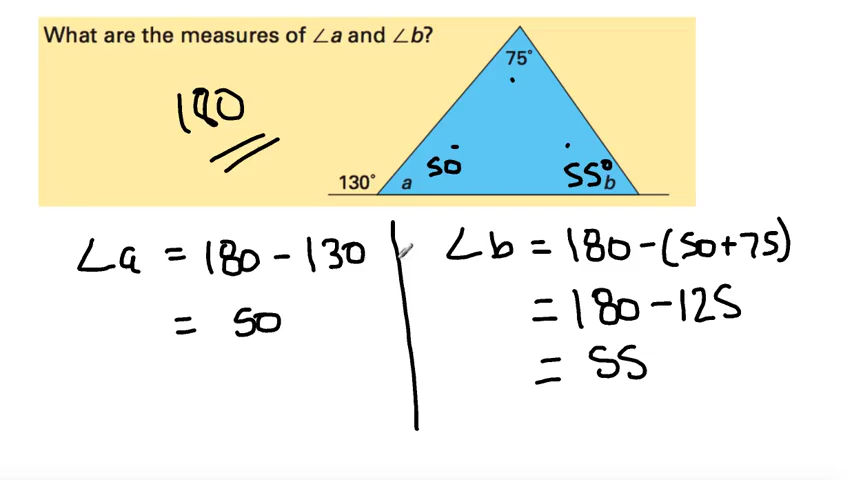 What are the measures of ∠a and ∠b?
75°
180
50
55°
130°
a
b
∠a = 180 - 130
= 50
∠b = 180 - (50+75)
= 180 - 125
= 55